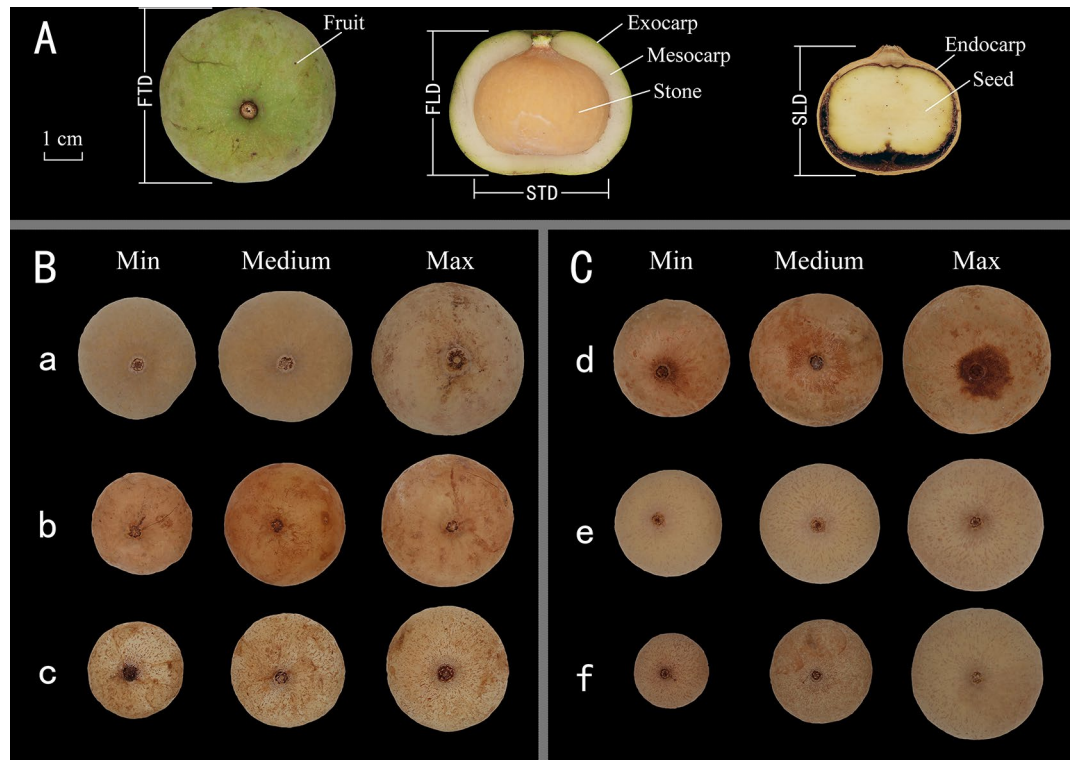 A
FTD
Fruit
1 cm
FLD
STD
Exocarp
Mesocarp
Stone
SLD
Endocarp
Seed
B
Min Medium Max
a
b
c
C
Min Medium Max
d
e
f